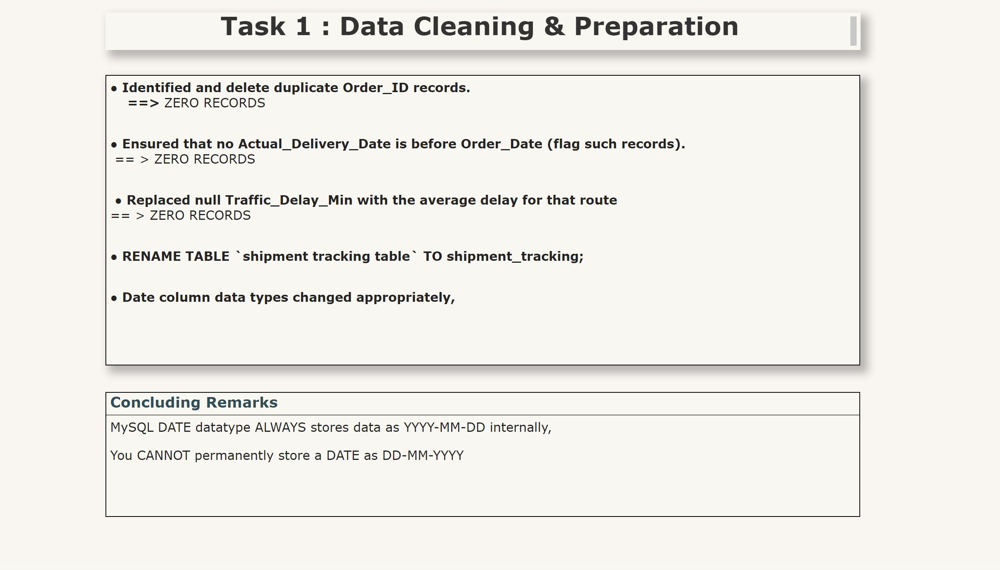 Task 1 : Data Cleaning & Preparation
● Identified and delete duplicate Order_ID records.
==> ZERO RECORDS
● Ensured that no Actual_Delivery_Date is before Order_Date (flag such records).
== > ZERO RECORDS
● Replaced null Traffic_Delay_Min with the average delay for that route
== > ZERO RECORDS
● RENAME TABLE `shipment tracking table` TO shipment_tracking;
● Date column data types changed appropriately,
Concluding Remarks
MySQL DATE datatype ALWAYS stores data as YYYY-MM-DD internally,
You CANNOT permanently store a DATE as DD-MM-YYYY